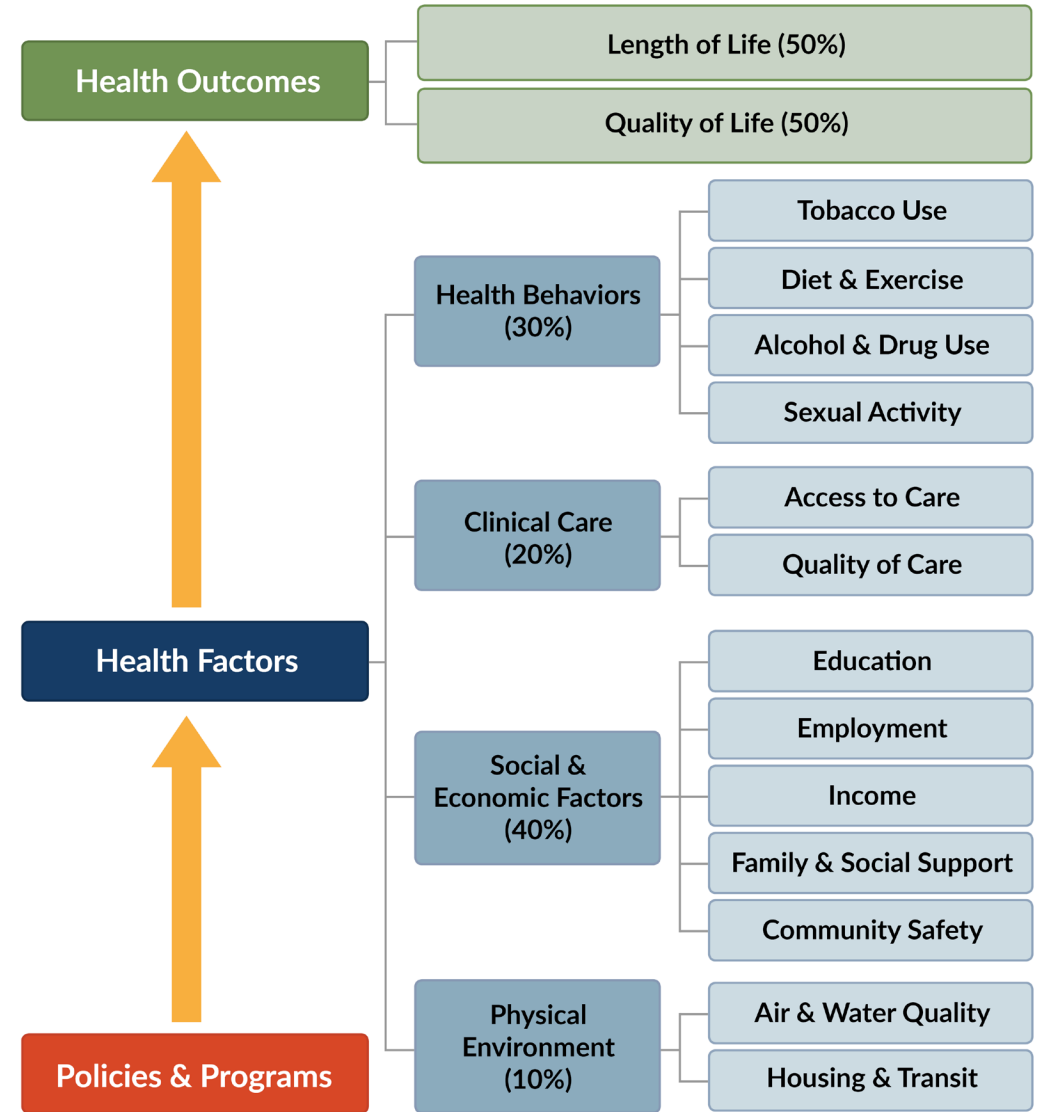 Health Outcomes
Length of Life (50%)
Quality of Life (50%)
Health Factors
Health Behaviors
(30%)
Tobacco Use
Diet & Exercise
Alcohol & Drug Use
Sexual Activity
Clinical Care
(20%)
Access to Care
Quality of Care
Social &
Economic Factors
(40%)
Education
Employment
Income
Family & Social Support
Community Safety
Physical
Environment
(10%)
Air & Water Quality
Housing & Transit
Policies & Programs